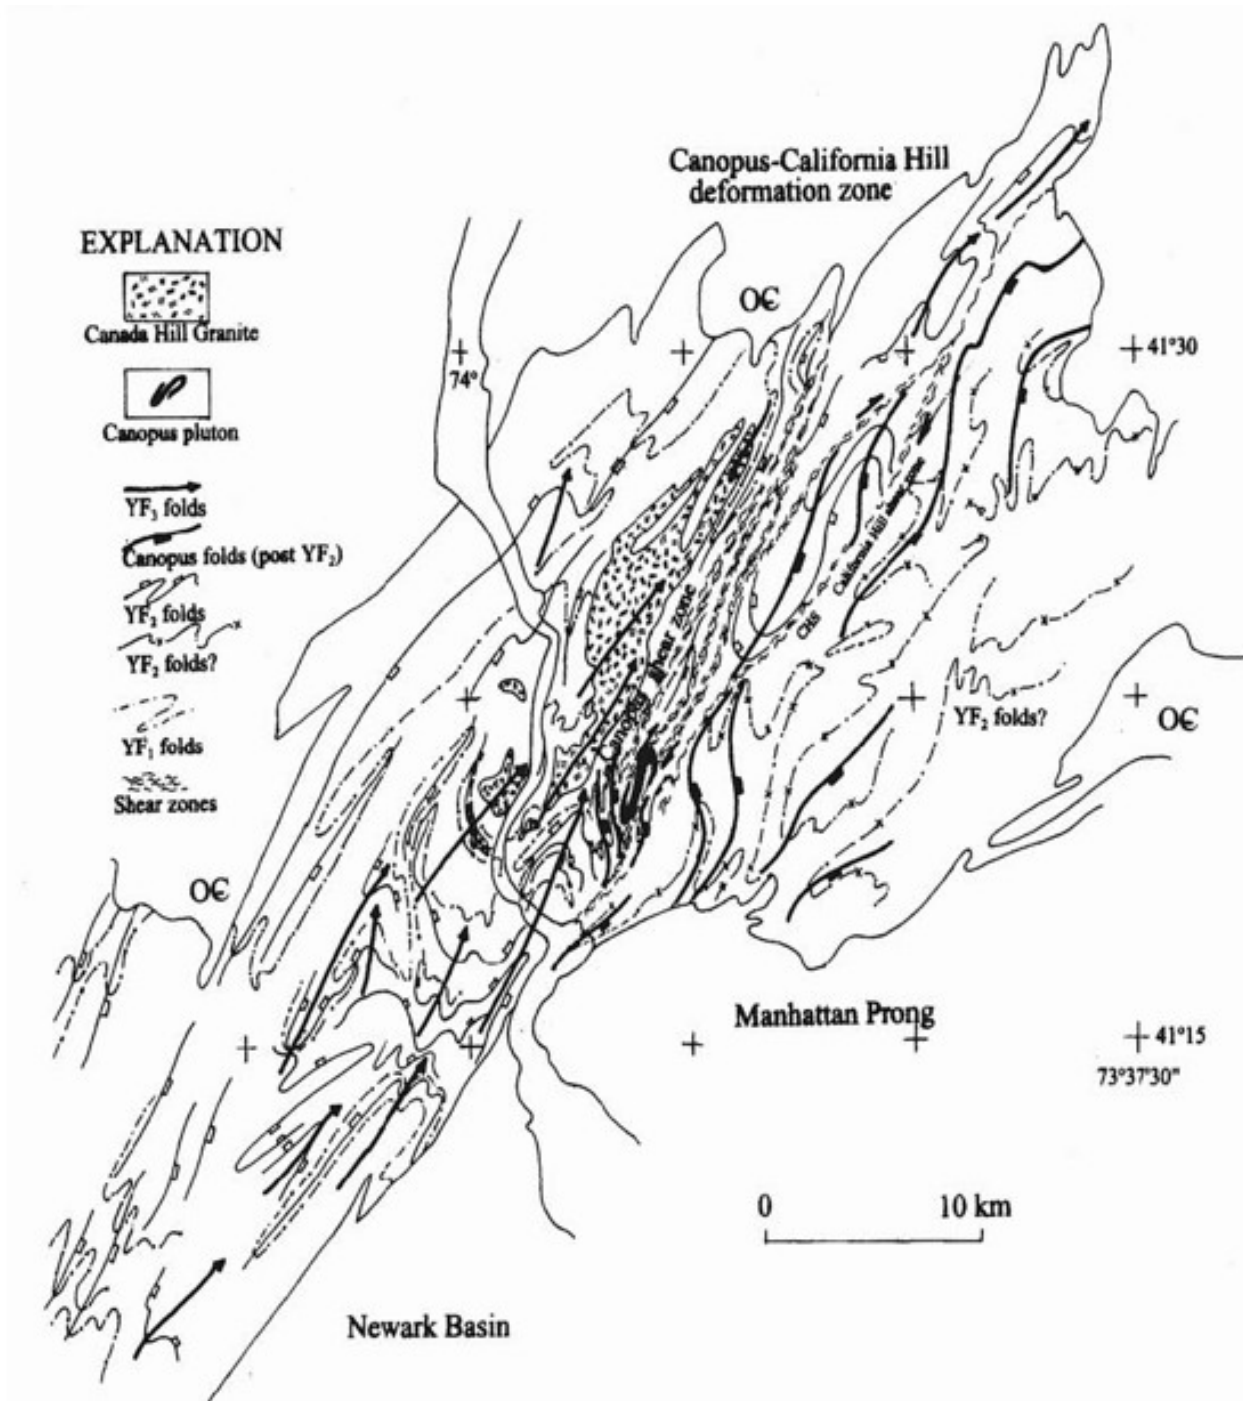 Canopus-California Hill
deformation zone
EXPLANATION
Canada Hill Granite
Canopus pluton
YF₃ folds
Canopus folds (post YF₂)
YF₂ folds
YF₂ folds?
YF₁ folds
Shear zones
O𝈈
74°
41°30
California Hill shear zone
CHS
Canopus shear zone
YF₂ folds?
OЄ
OЄ
Manhattan Prong
41°15
73°37'30"
0 10 km
Newark Basin